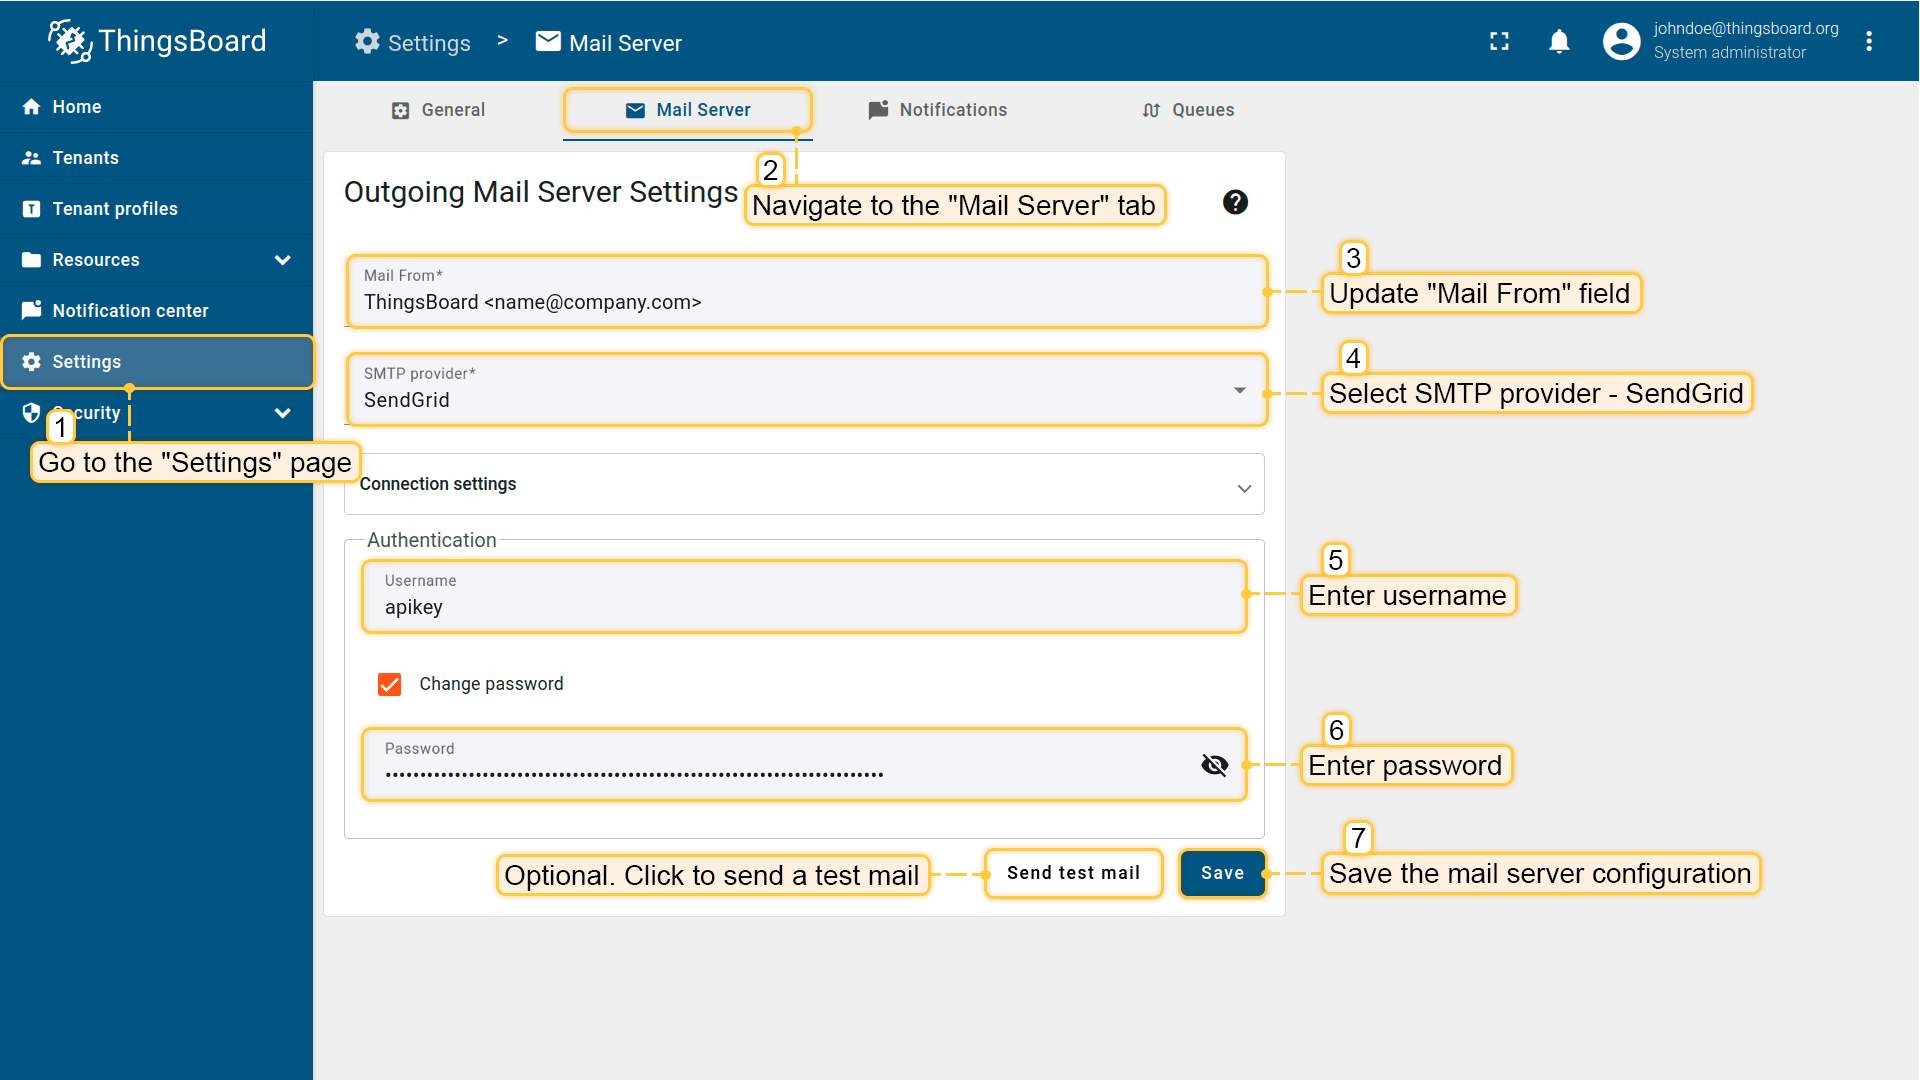 ThingsBoard
Settings > Mail Server
johndoe@thingsboard.org
System administrator
Home
Tenants
Tenant profiles
Resources
Notification center
Settings
Security
1
Go to the "Settings" page
General
Mail Server
Notifications
Queues
2
Navigate to the "Mail Server" tab
Outgoing Mail Server Settings
Mail From*
ThingsBoard <name@company.com>
3
Update "Mail From" field
SMTP provider*
SendGrid
4
Select SMTP provider - SendGrid
Connection settings
Authentication
Username
apikey
5
Enter username
Change password
Password
6
Enter password
Optional. Click to send a test mail
Send test mail
Save
7
Save the mail server configuration